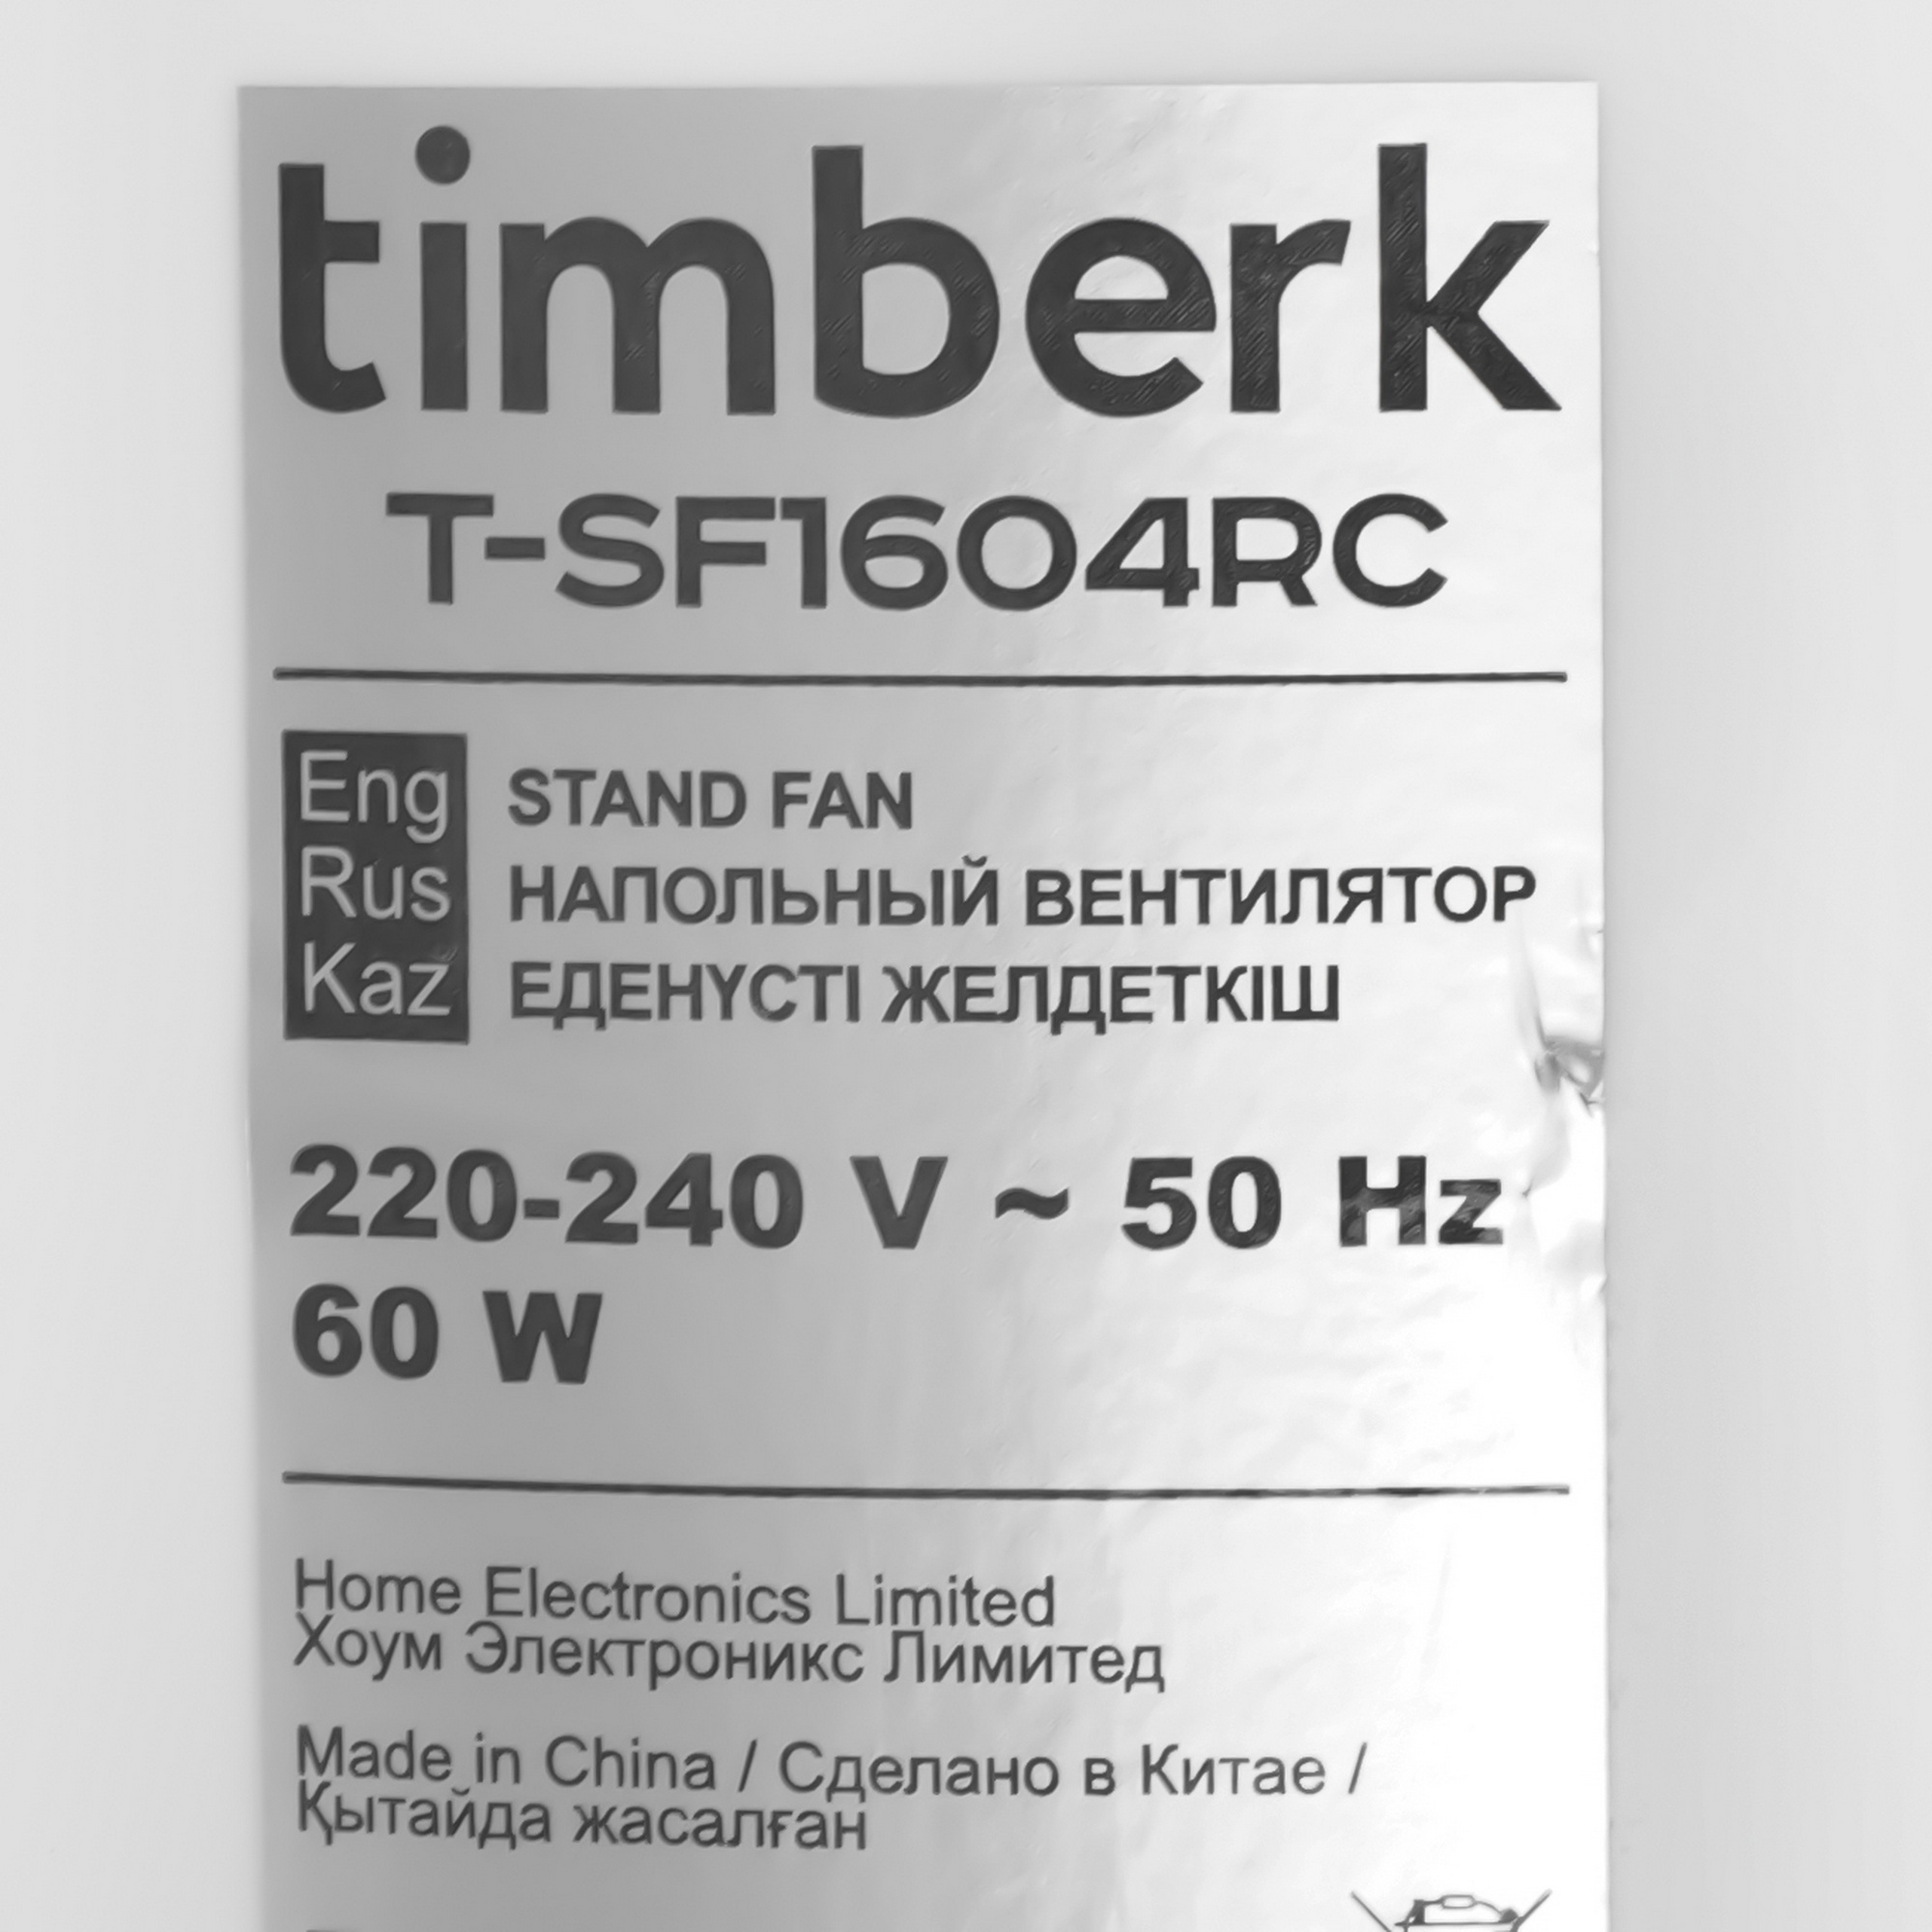 timberk
T-SF1604RC
Eng STAND FAN
Rus НАПОЛЬНЫЙ ВЕНТИЛЯТОР
Kaz ЕДЕНҮСТІ ЖЕЛДЕТКІШ
220-240 V ~ 50 Hz
60 W
Home Electronics Limited
Хоум Электроникс Лимитед
Made in China / Сделано в Китае /
Қытайда жасалған